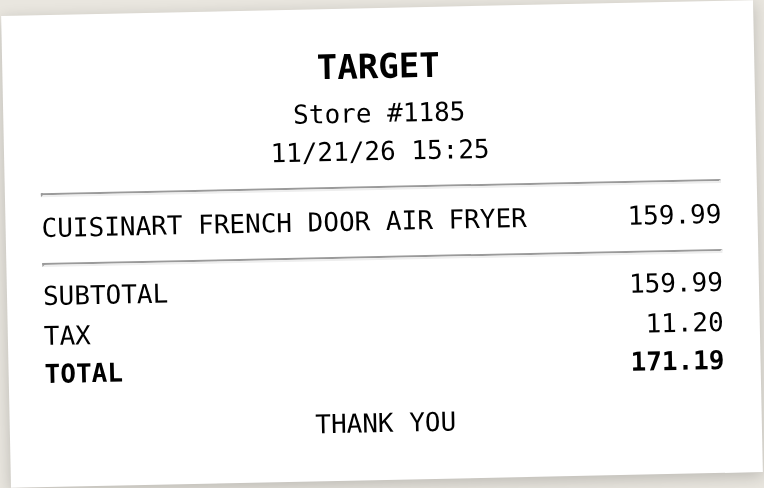 TARGET
Store #1185
11/21/26 15:25
CUISINART FRENCH DOOR AIR FRYER 159.99
SUBTOTAL 159.99
TAX 11.20
TOTAL 171.19
THANK YOU